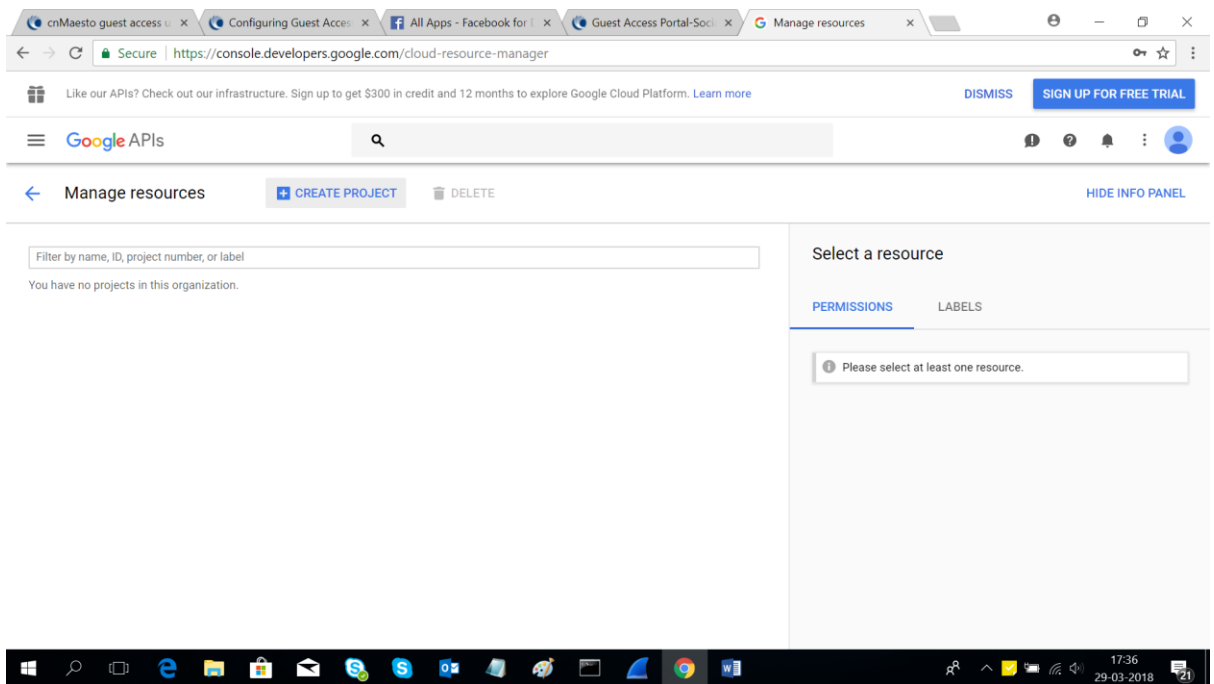 cnMaesto guest access u
Configuring Guest Acces
All Apps - Facebook for
Guest Access Portal-Soci
Manage resources
Secure https://console.developers.google.com/cloud-resource-manager
Like our APIs? Check out our infrastructure. Sign up to get $300 in credit and 12 months to explore Google Cloud Platform. Learn more
DISMISS
SIGN UP FOR FREE TRIAL
Google APIs
Manage resources
CREATE PROJECT
DELETE
HIDE INFO PANEL
Filter by name, ID, project number, or label
You have no projects in this organization.
Select a resource
PERMISSIONS LABELS
Please select at least one resource.
17:36
29-03-2018
21